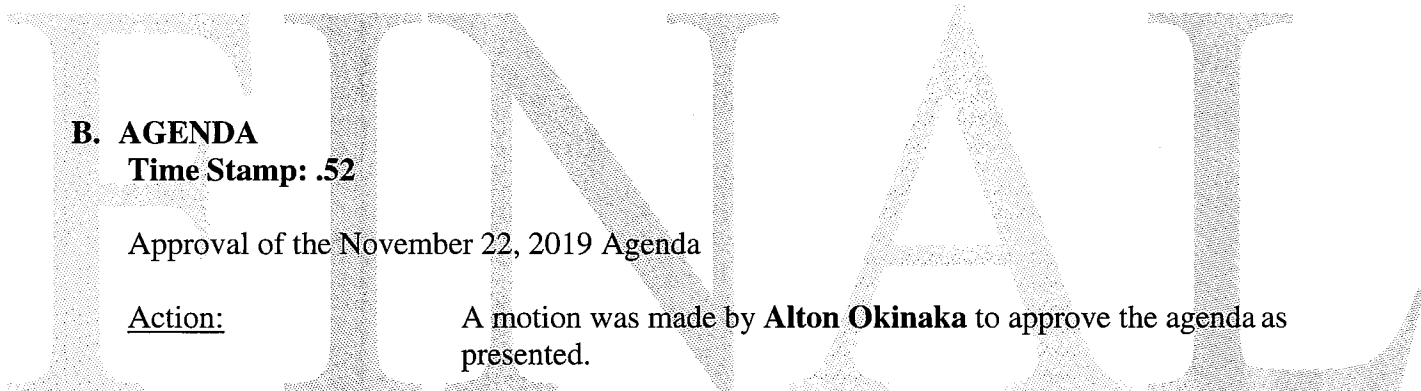 FINAL
B. AGENDA
Time Stamp: .52
Approval of the November 22, 2019 Agenda
Action: A motion was made by Alton Okinaka to approve the agenda as
presented.